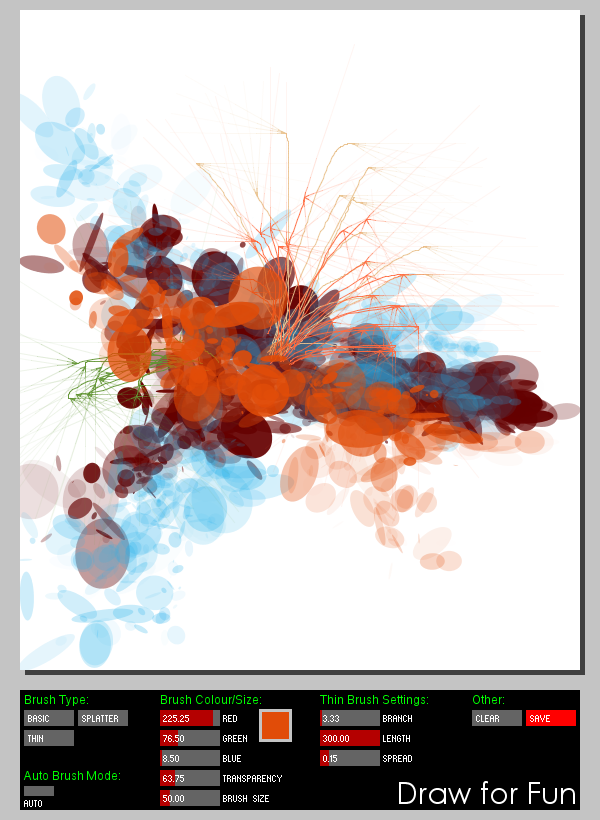 Brush Type:
BASIC
SPLATTER
THIN
Auto Brush Mode:
AUTO
Brush Colour/Size:
225.25 RED
76.50 GREEN
8.50 BLUE
63.75 TRANSPARENCY
50.00 BRUSH SIZE
Thin Brush Settings:
3.33 BRANCH
300.00 LENGTH
0.15 SPREAD
Other:
CLEAR
SAVE
Draw for Fun